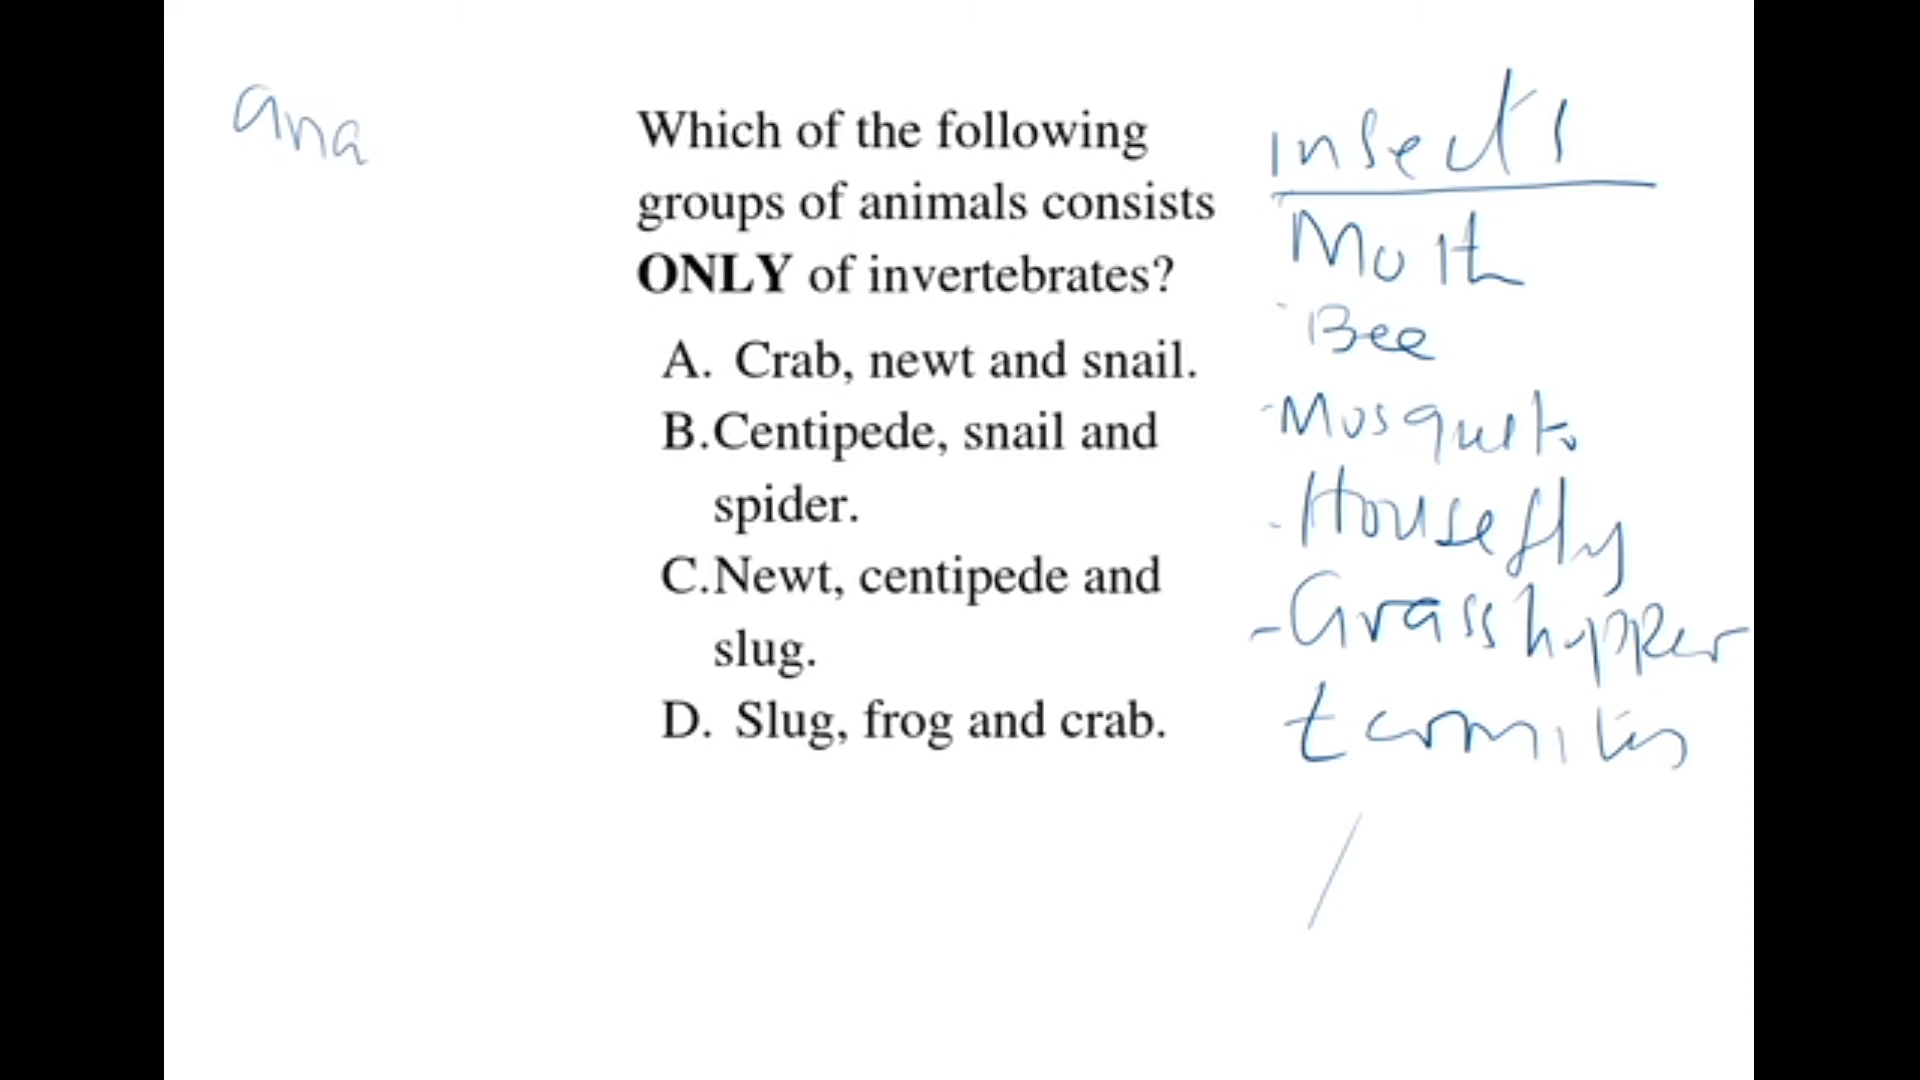 ana
Which of the following
groups of animals consists
ONLY of invertebrates?
A. Crab, newt and snail.
B.Centipede, snail and
spider.
C.Newt, centipede and
slug.
D. Slug, frog and crab.
insects
Moth
- Bee
- Mosquito
- Housefly
- Grasshopper
termites